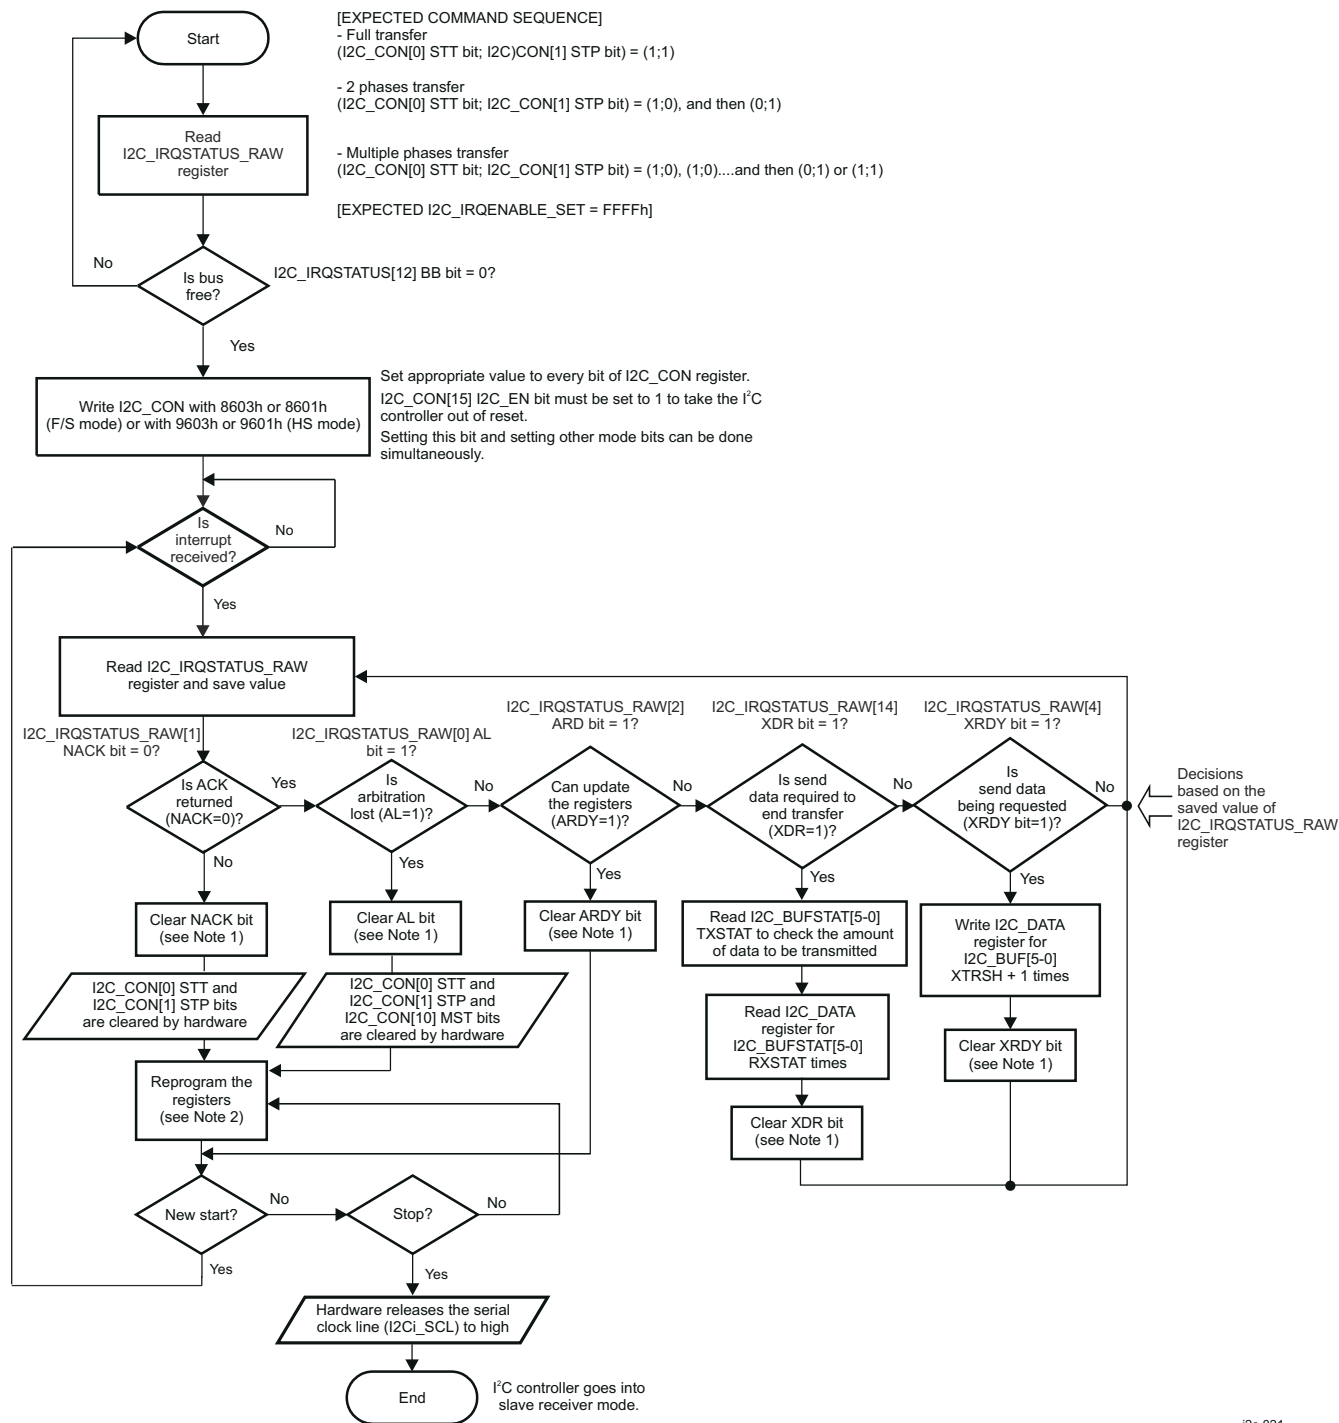 Start
[EXPECTED COMMAND SEQUENCE]
- Full transfer
(I2C_CON[0] STT bit; I2C)CON[1] STP bit) = (1;1)
- 2 phases transfer
(I2C_CON[0] STT bit; I2C_CON[1] STP bit) = (1;0), and then (0;1)
- Multiple phases transfer
(I2C_CON[0] STT bit; I2C_CON[1] STP bit) = (1;0), (1;0)....and then (0;1) or (1;1)
[EXPECTED I2C_IRQENABLE_SET = FFFFh]
Read
I2C_IRQSTATUS_RAW
register
No
Is bus
free?
I2C_IRQSTATUS[12] BB bit = 0?
Yes
Write I2C_CON with 8603h or 8601h
(F/S mode) or with 9603h or 9601h (HS mode)
Set appropriate value to every bit of I2C_CON register.
I2C_CON[15] I2C_EN bit must be set to 1 to take the I²C
controller out of reset.
Setting this bit and setting other mode bits can be done
simultaneously.
Is
interrupt
received?
No
Yes
Read I2C_IRQSTATUS_RAW
register and save value
I2C_IRQSTATUS_RAW[1]
NACK bit = 0?
I2C_IRQSTATUS_RAW[0] AL
bit = 1?
I2C_IRQSTATUS_RAW[2]
ARD bit = 1?
I2C_IRQSTATUS_RAW[14]
XDR bit = 1?
I2C_IRQSTATUS_RAW[4]
XRDY bit = 1?
Is ACK
returned
(NACK=0)?
Yes
No
Is
arbitration
lost (AL=1)?
No
Yes
Can update
the registers
(ARDY=1)?
No
Yes
Is send
data required to
end transfer
(XDR=1)?
No
Yes
Is
send data
being requested
(XRDY bit=1)?
No
Yes
Decisions
based on the
saved value of
I2C_IRQSTATUS_RAW
register
Clear NACK bit
(see Note 1)
Clear AL bit
(see Note 1)
Clear ARDY bit
(see Note 1)
Read I2C_BUFSTAT[5-0]
TXSTAT to check the amount
of data to be transmitted
Write I2C_DATA
register for
I2C_BUF[5-0]
XTRSH + 1 times
I2C_CON[0] STT and
I2C_CON[1] STP bits
are cleared by hardware
I2C_CON[0] STT and
I2C_CON[1] STP and
I2C_CON[10] MST bits
are cleared by hardware
Read I2C_DATA
register for
I2C_BUFSTAT[5-0]
RXSTAT times
Clear XRDY bit
(see Note 1)
Reprogram the
registers
(see Note 2)
Clear XDR bit
(see Note 1)
New start?
No
Yes
Stop?
No
Yes
Hardware releases the serial
clock line (I2Ci_SCL) to high
End
I²C controller goes into
slave receiver mode.